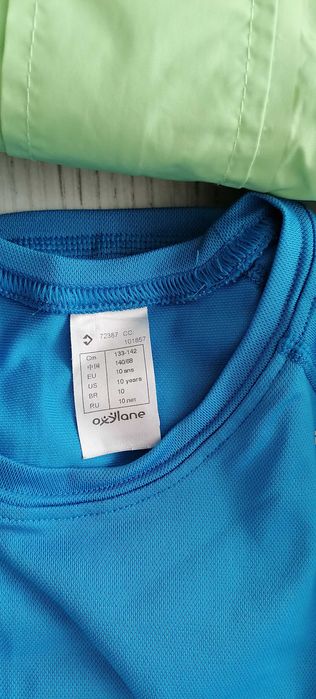 72387 CC
101857
Cm 133-142
中国 140/68
EU 10 ans
US 10 years
BR 10
RU 10 лет
oxylane